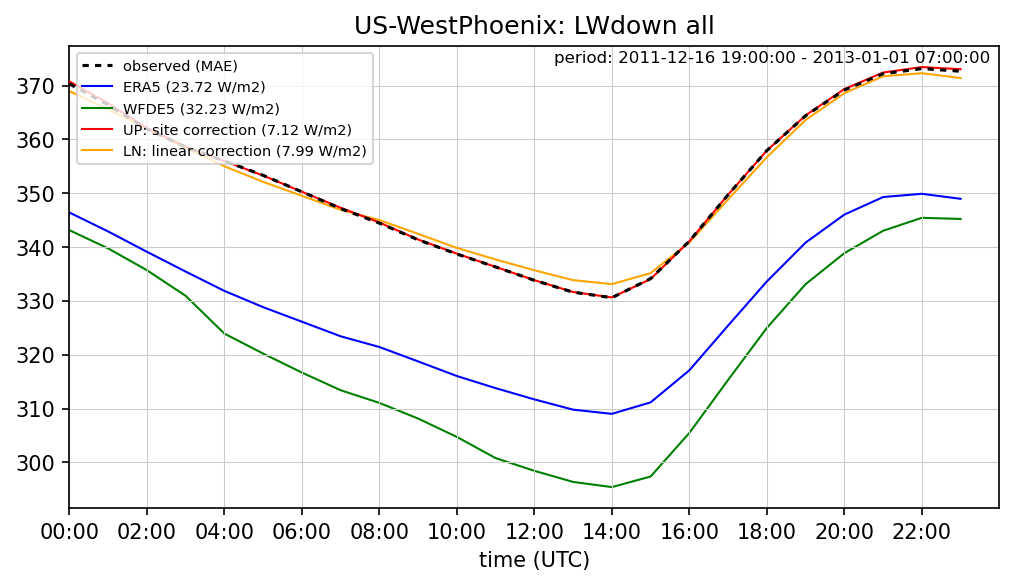 US-WestPhoenix: LWdown all
period: 2011-12-16 19:00:00 - 2013-01-01 07:00:00
observed (MAE)
ERA5 (23.72 W/m2)
WFDE5 (32.23 W/m2)
UP: site correction (7.12 W/m2)
LN: linear correction (7.99 W/m2)
370
360
350
340
330
320
310
300
00:00 02:00 04:00 06:00 08:00 10:00 12:00 14:00 16:00 18:00 20:00 22:00
time (UTC)